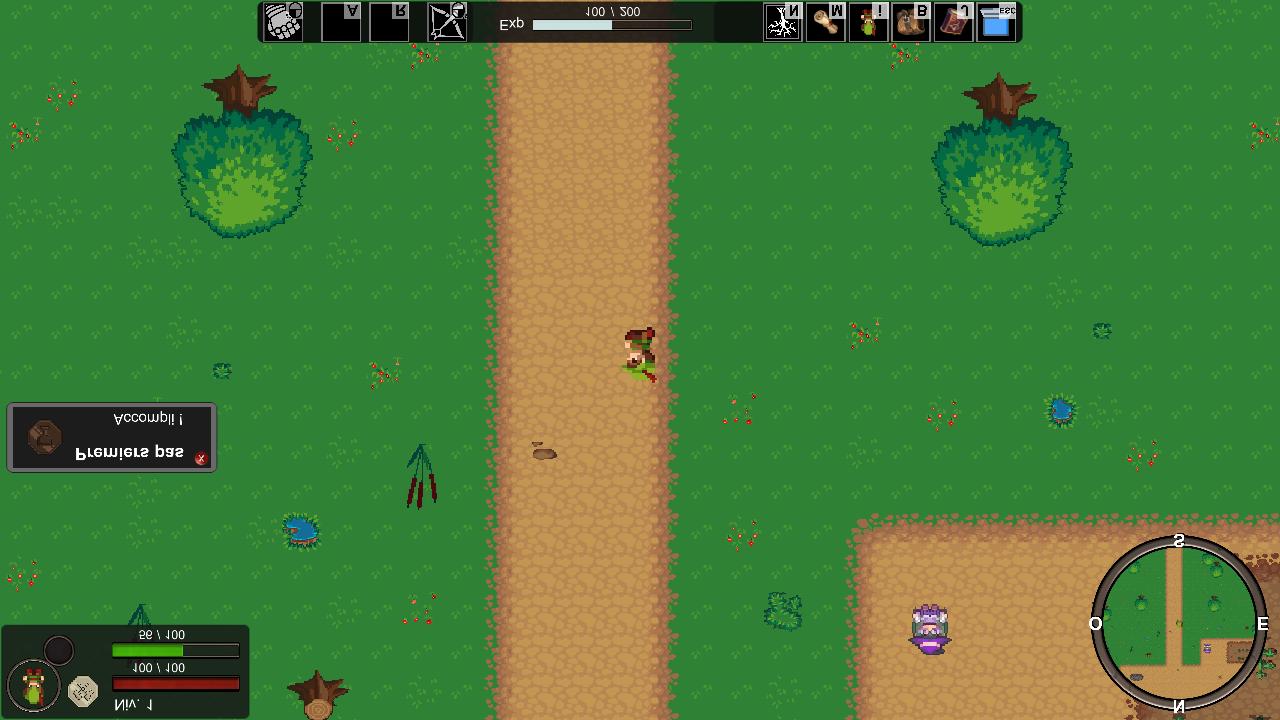 Niv. 1
100 / 100
56 / 100
N
O
E
S
Premiers pas
x
Accompli !
A
R
Exp
100 / 200
N
M
I
B
J
ESC